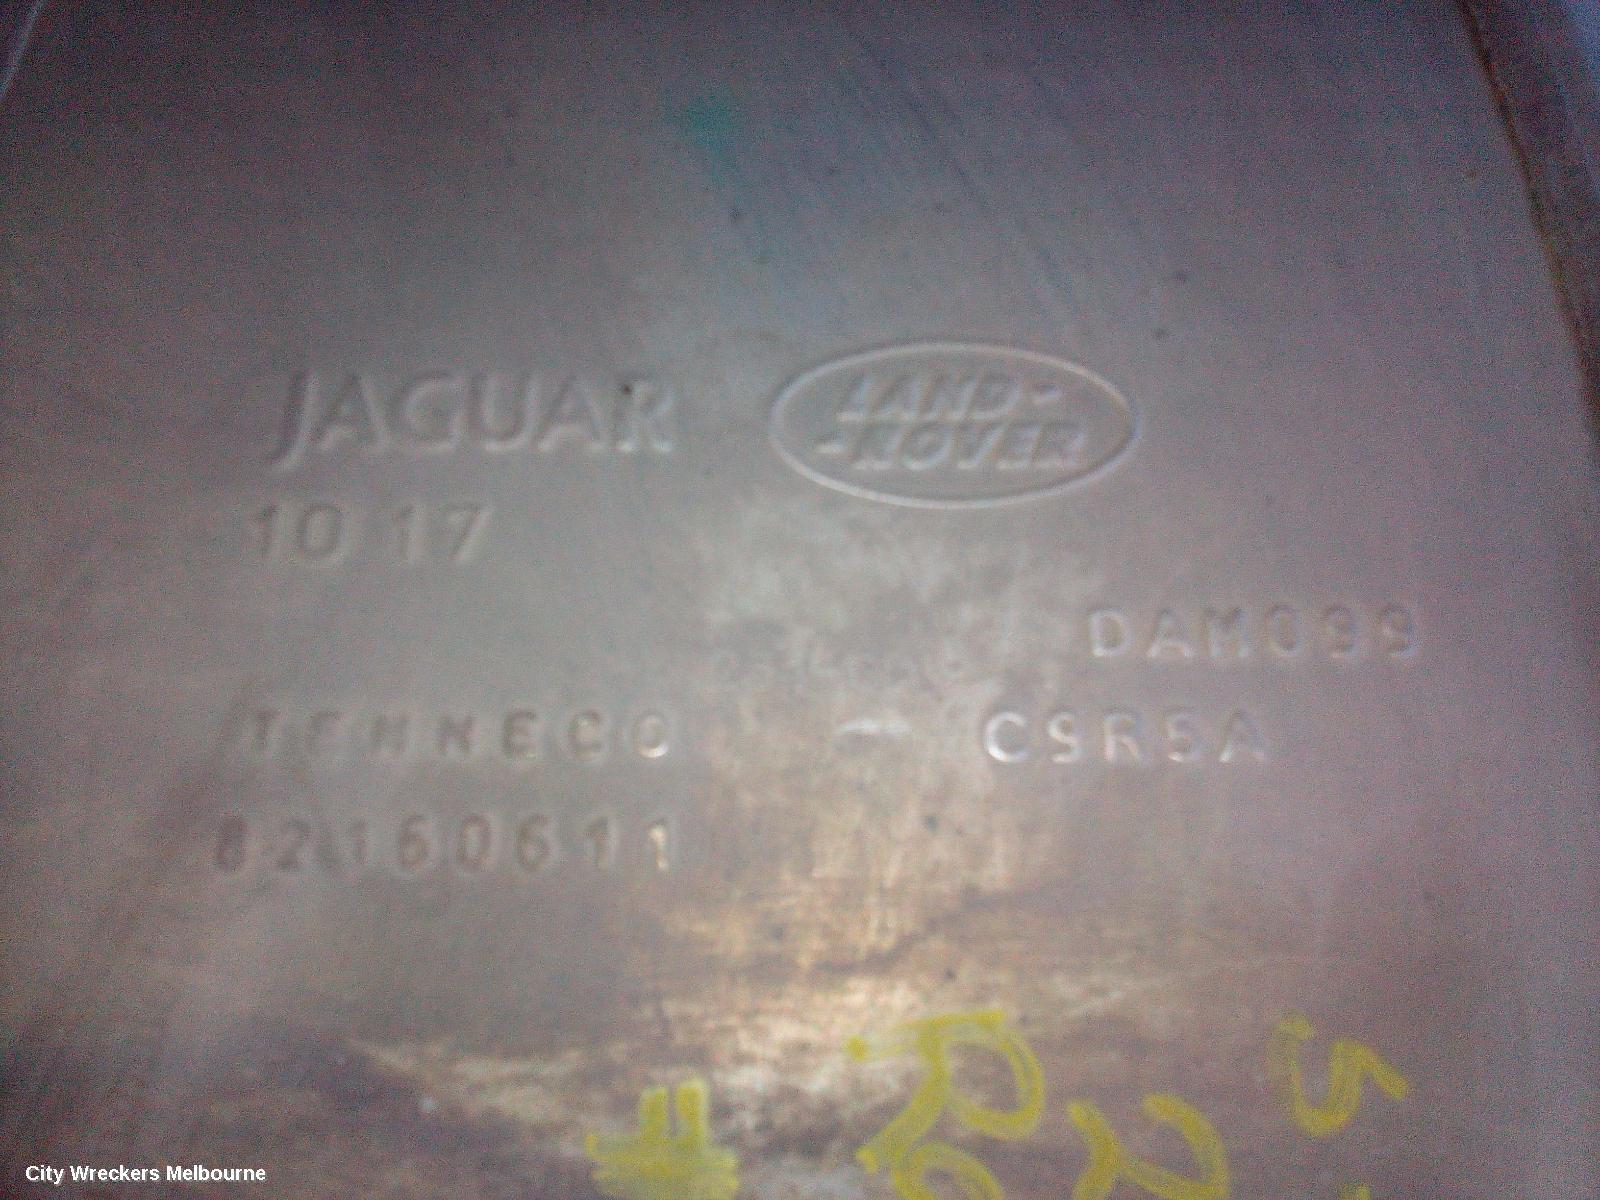 JAGUAR LAND-
-ROVER
10 17
DAM099
TENNECO - C9R5A
82160611
#
City Wreckers Melbourne